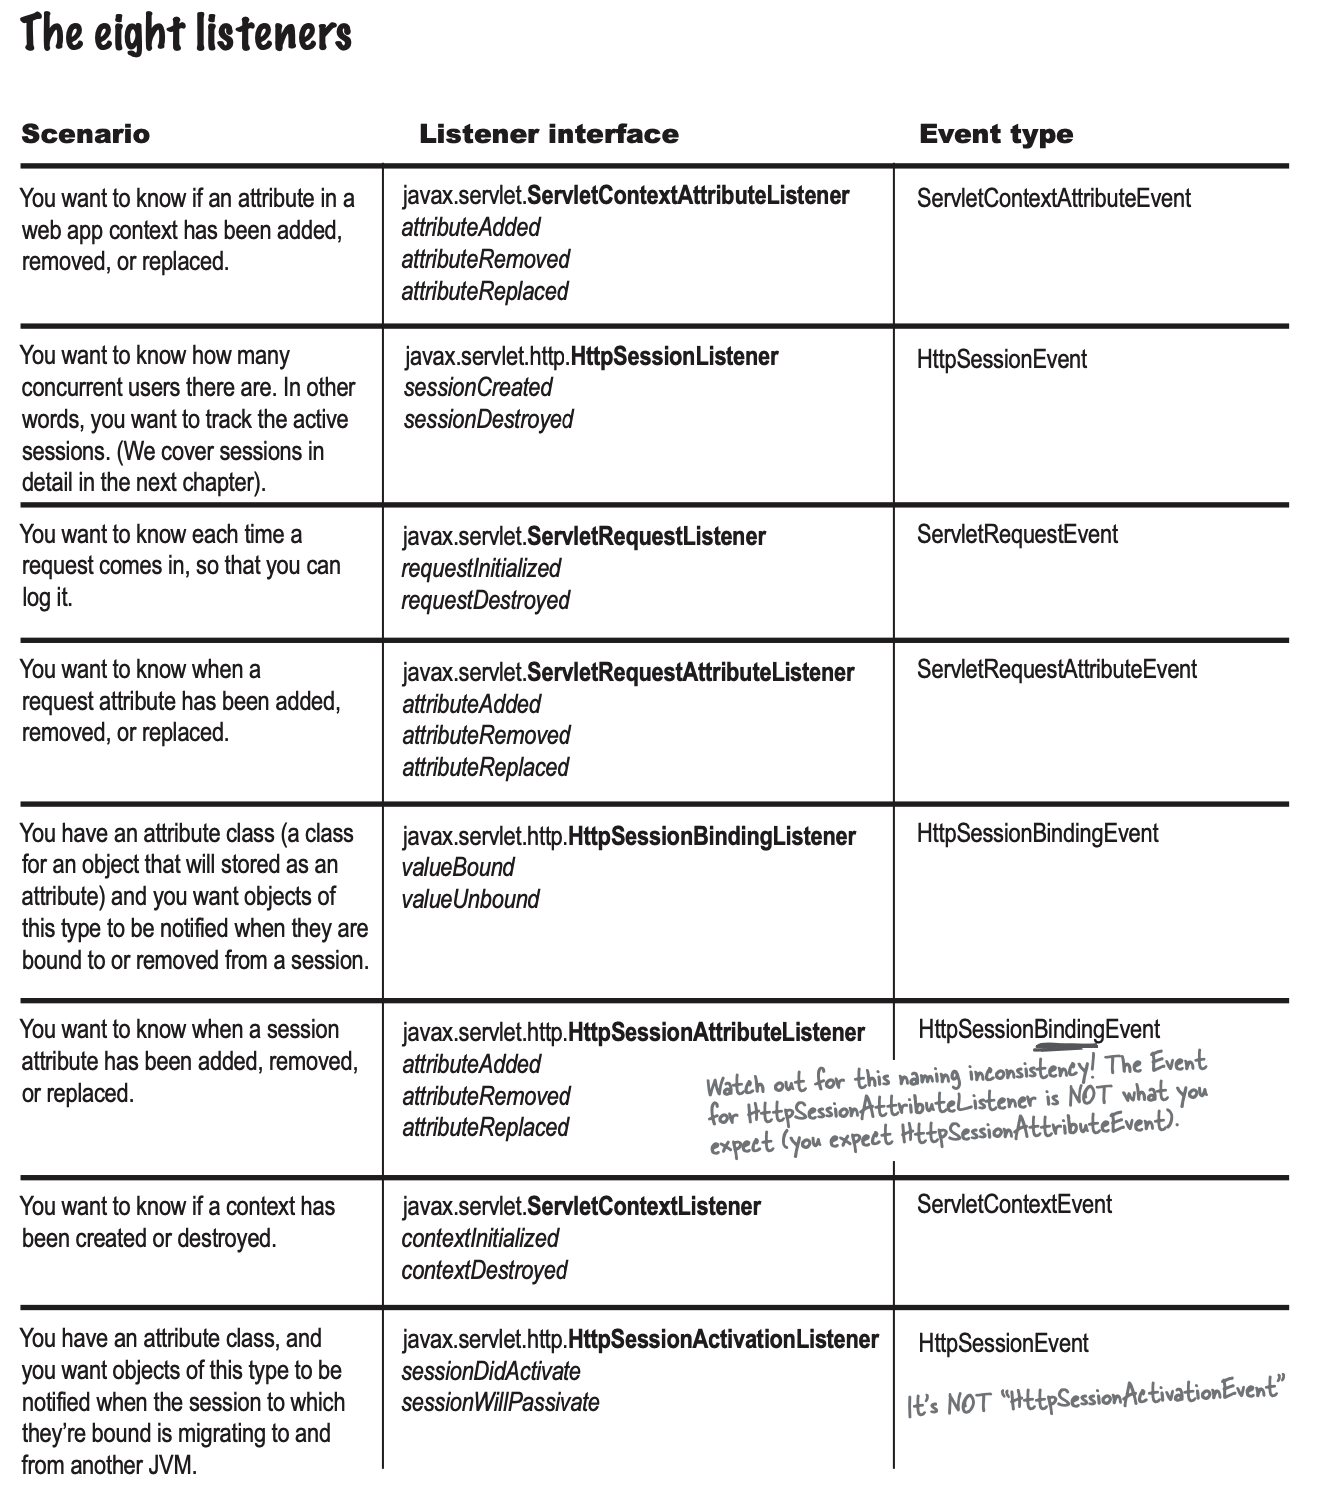 The eight listeners
Scenario
Listener interface
Event type
You want to know if an attribute in a
web app context has been added,
removed, or replaced.
javax.servlet.ServletContextAttributeListener
attributeAdded
attributeRemoved
attributeReplaced
ServletContextAttributeEvent
You want to know how many
concurrent users there are. In other
words, you want to track the active
sessions. (We cover sessions in
detail in the next chapter).
javax.servlet.http.HttpSessionListener
sessionCreated
sessionDestroyed
HttpSessionEvent
You want to know each time a
request comes in, so that you can
log it.
javax.servlet.ServletRequestListener
requestInitialized
requestDestroyed
ServletRequestEvent
You want to know when a
request attribute has been added,
removed, or replaced.
javax.servlet.ServletRequestAttributeListener
attributeAdded
attributeRemoved
attributeReplaced
ServletRequestAttributeEvent
You have an attribute class (a class
for an object that will stored as an
attribute) and you want objects of
this type to be notified when they are
bound to or removed from a session.
javax.servlet.http.HttpSessionBindingListener
valueBound
valueUnbound
HttpSessionBindingEvent
You want to know when a session
attribute has been added, removed,
or replaced.
javax.servlet.http.HttpSessionAttributeListener
attributeAdded
attributeRemoved
attributeReplaced
HttpSessionBindingEvent
Watch out for this naming inconsistency! The Event
for HttpSessionAttributeListener is NOT what you
expect (you expect HttpSessionAttributeEvent).
You want to know if a context has
been created or destroyed.
javax.servlet.ServletContextListener
contextInitialized
contextDestroyed
ServletContextEvent
You have an attribute class, and
you want objects of this type to be
notified when the session to which
they're bound is migrating to and
from another JVM.
javax.servlet.http.HttpSessionActivationListener
sessionDidActivate
sessionWillPassivate
HttpSessionEvent
It's NOT "HttpSessionActivationEvent"